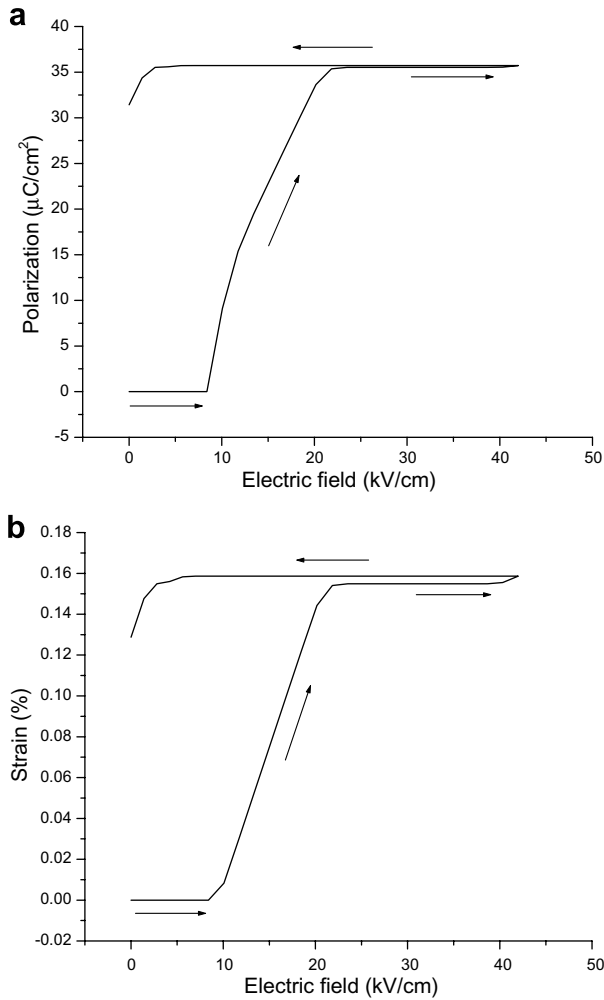 a
40
35
30
25
20
15
10
5
0
-5
Polarization (μC/cm²)
0 10 20 30 40 50
Electric field (kV/cm)
b
0.18
0.16
0.14
0.12
0.10
0.08
0.06
0.04
0.02
0.00
-0.02
Strain (%)
0 10 20 30 40 50
Electric field (kV/cm)